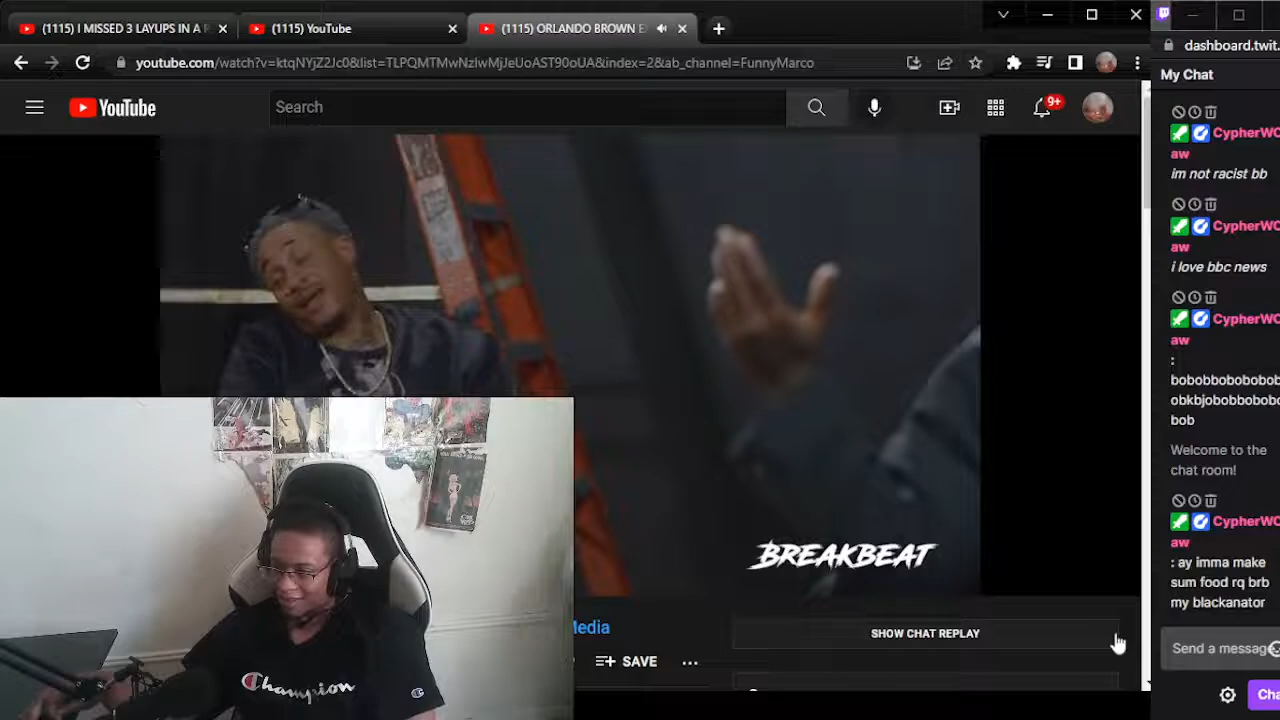 (1115) I MISSED 3 LAYUPS IN A
(1115) YouTube
(1115) ORLANDO BROWN
youtube.com/watch?v=ktqNYjZ2Jc0&list=TLPQMTMwNzIwMjJeUoAST90oUA&index=2&ab_channel=FunnyMarco
dashboard.twit
YouTube
Search
9+
My Chat
CypherWO
aw
im not racist bb
CypherWO
aw
i love bbc news
CypherWO
aw
:
bobobbobobobob
obkbjobobbobobo
bob
Welcome to the
chat room!
CypherWO
aw
: ay imma make
sum food rq brb
my blackanator
BREAKBEAT
Media
SHOW CHAT REPLAY
SAVE
Send a message
Cha
Champion